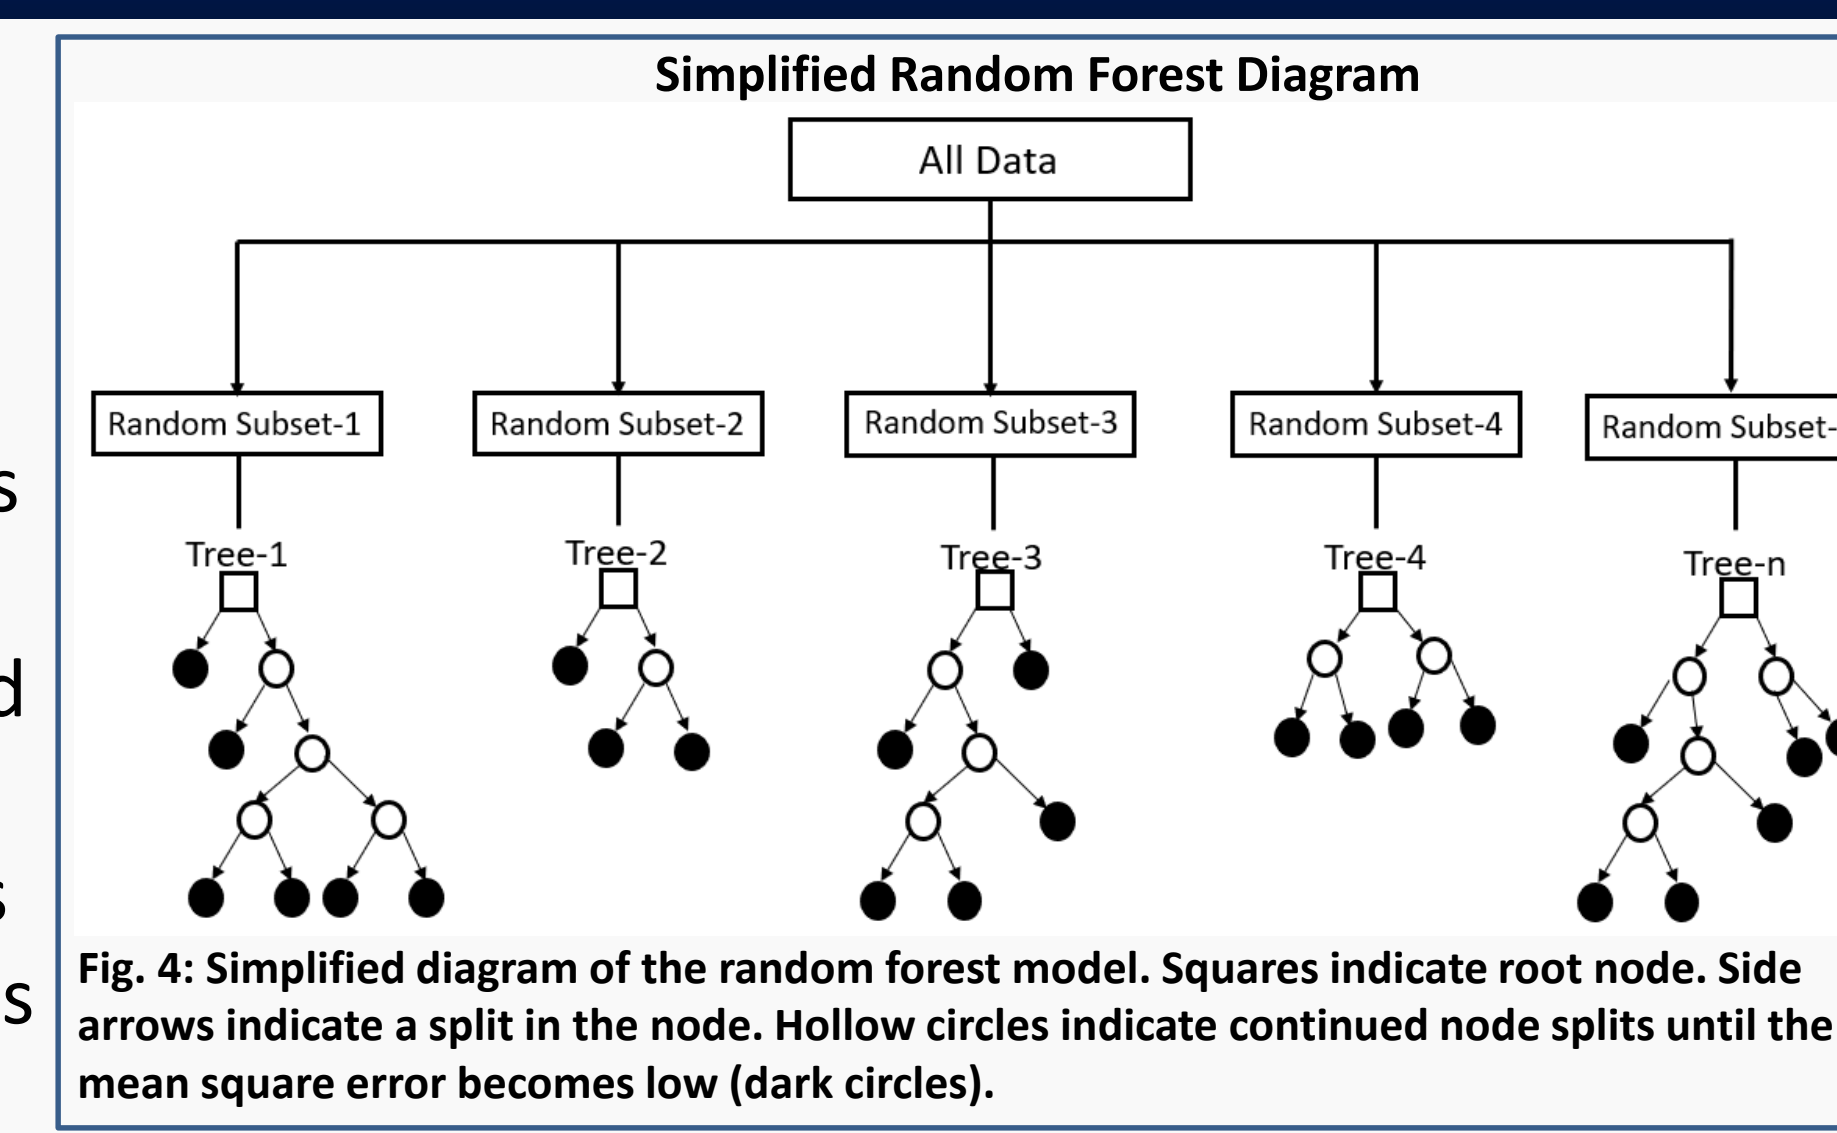 Simplified Random Forest Diagram
All Data
Random Subset-1
Random Subset-2
Random Subset-3
Random Subset-4
Random Subset-
Tree-1
Tree-2
Tree-3
Tree-4
Tree-n
Fig. 4: Simplified diagram of the random forest model. Squares indicate root node. Side
arrows indicate a split in the node. Hollow circles indicate continued node splits until the
mean square error becomes low (dark circles).